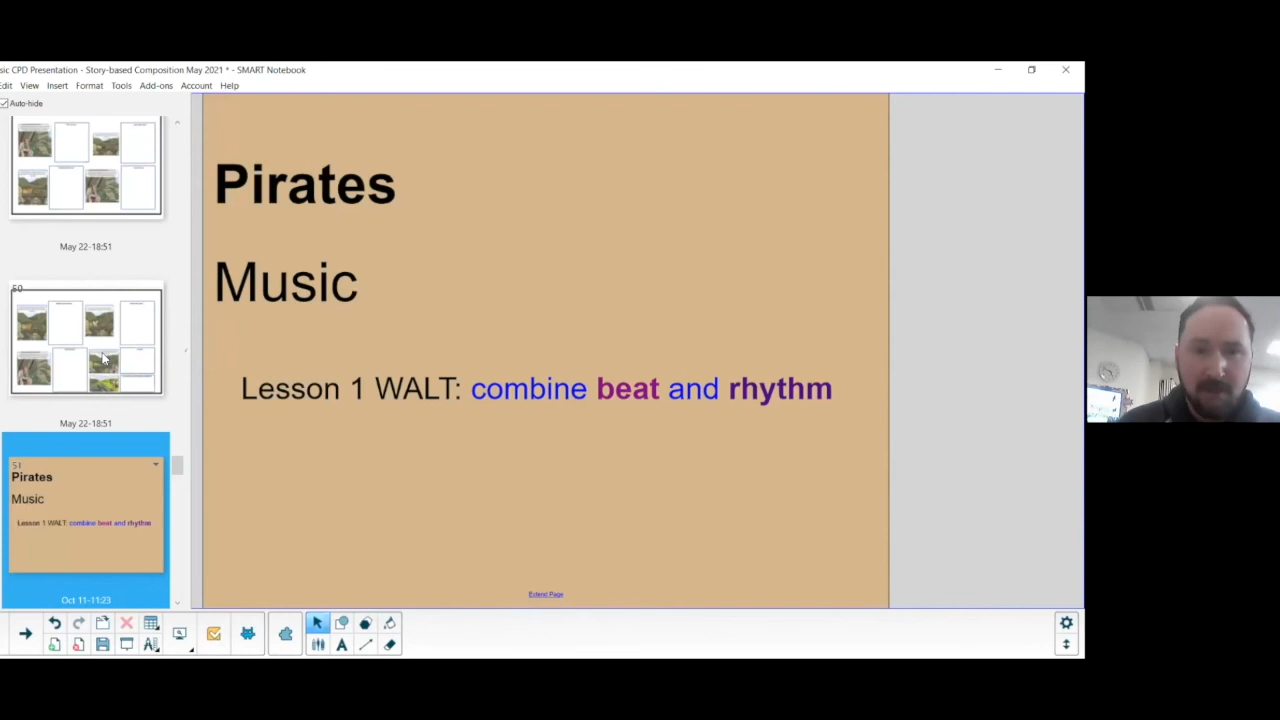 sic CPD Presentation - Story-based Composition May 2021 * - SMART Notebook
Edit View Insert Format Tools Add-ons Account Help
Auto-hide
May 22-18:51
50
May 22-18:51
51
Pirates
Music
Lesson 1 WALT: combine beat and rhythm
Oct 11-11:23
Pirates
Music
Lesson 1 WALT: combine beat and rhythm
Extend Page